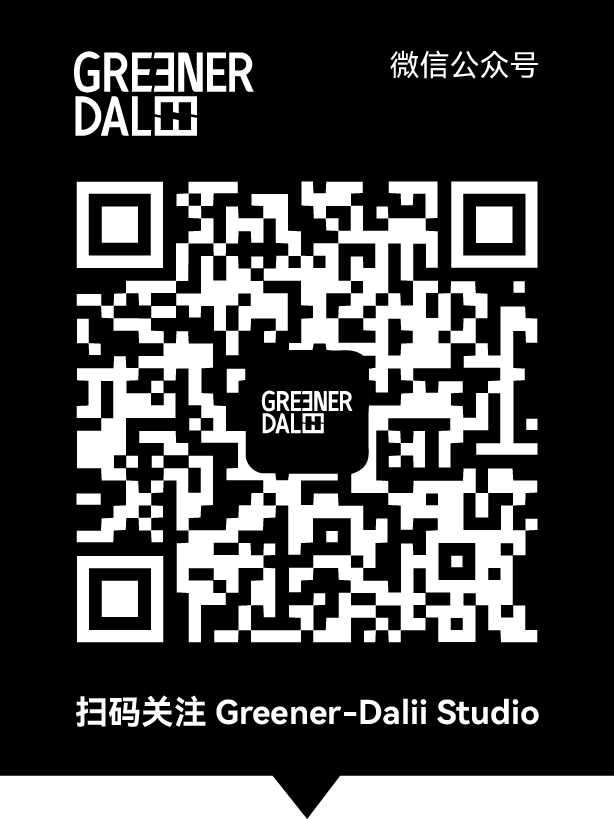 GREENER
DALII
微信公众号
GREENER
DALII
扫码关注 Greener-Dalii Studio